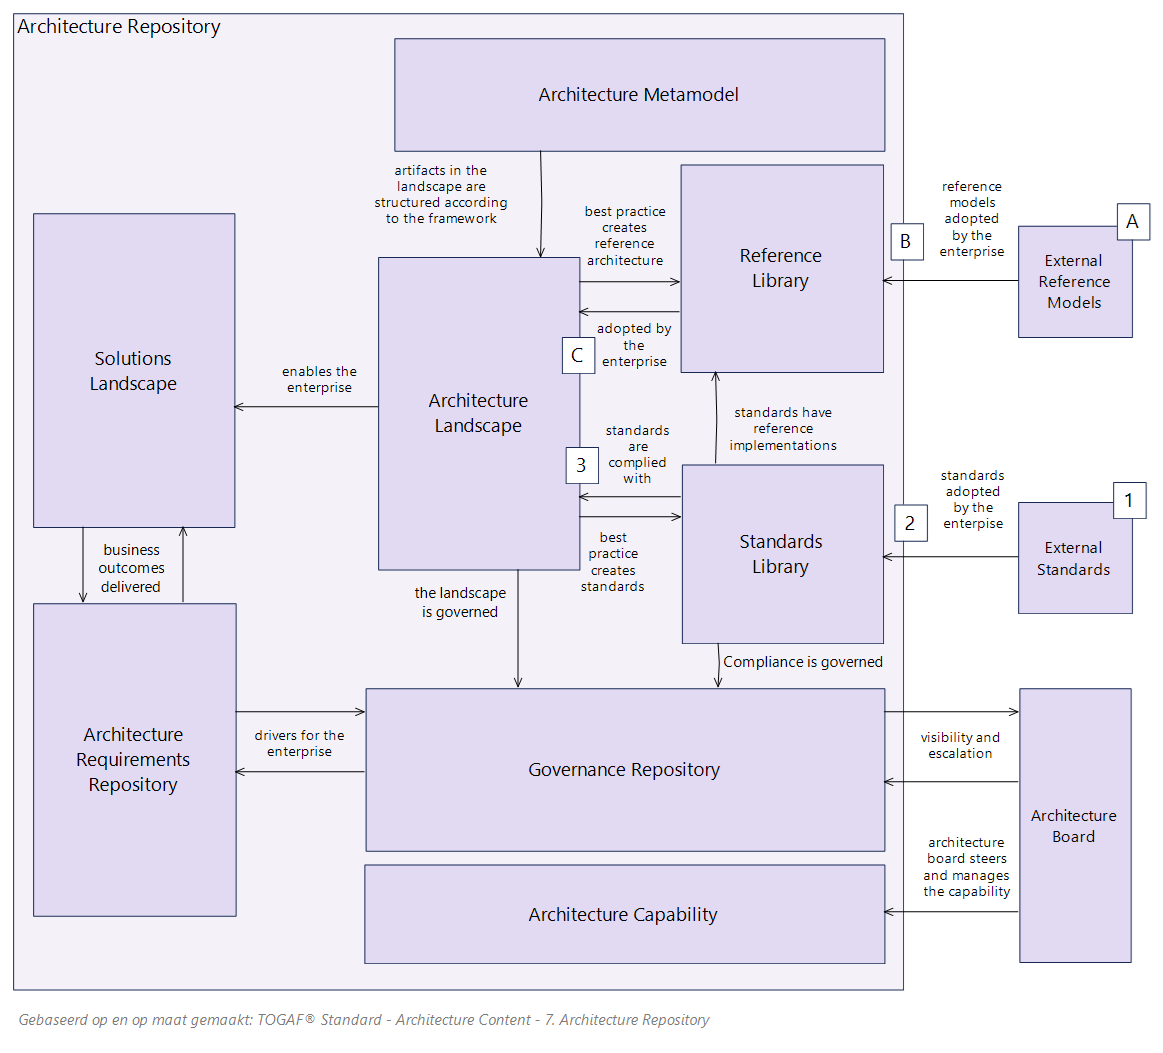 Architecture Repository
Architecture Metamodel
artifacts in the
landscape are
structured according
to the framework
best practice
creates
reference
architecture
Reference
Library
B
reference
models
adopted
by the
enterprise
A
External
Reference
Models
Solutions
Landscape
enables the
enterprise
Architecture
Landscape
C
adopted by
the
enterprise
standards have
reference
implementations
3
standards
are
complied
with
best
practice
creates
standards
Standards
Library
2
standards
adopted
by the
enterpise
1
External
Standards
business
outcomes
delivered
the landscape
is governed
Compliance is governed
Architecture
Requirements
Repository
drivers for the
enterprise
Governance Repository
visibility and
escalation
Architecture
Board
architecture
board steers
and manages
the capability
Architecture Capability
Gebaseerd op en op maat gemaakt: TOGAF® Standard - Architecture Content - 7. Architecture Repository